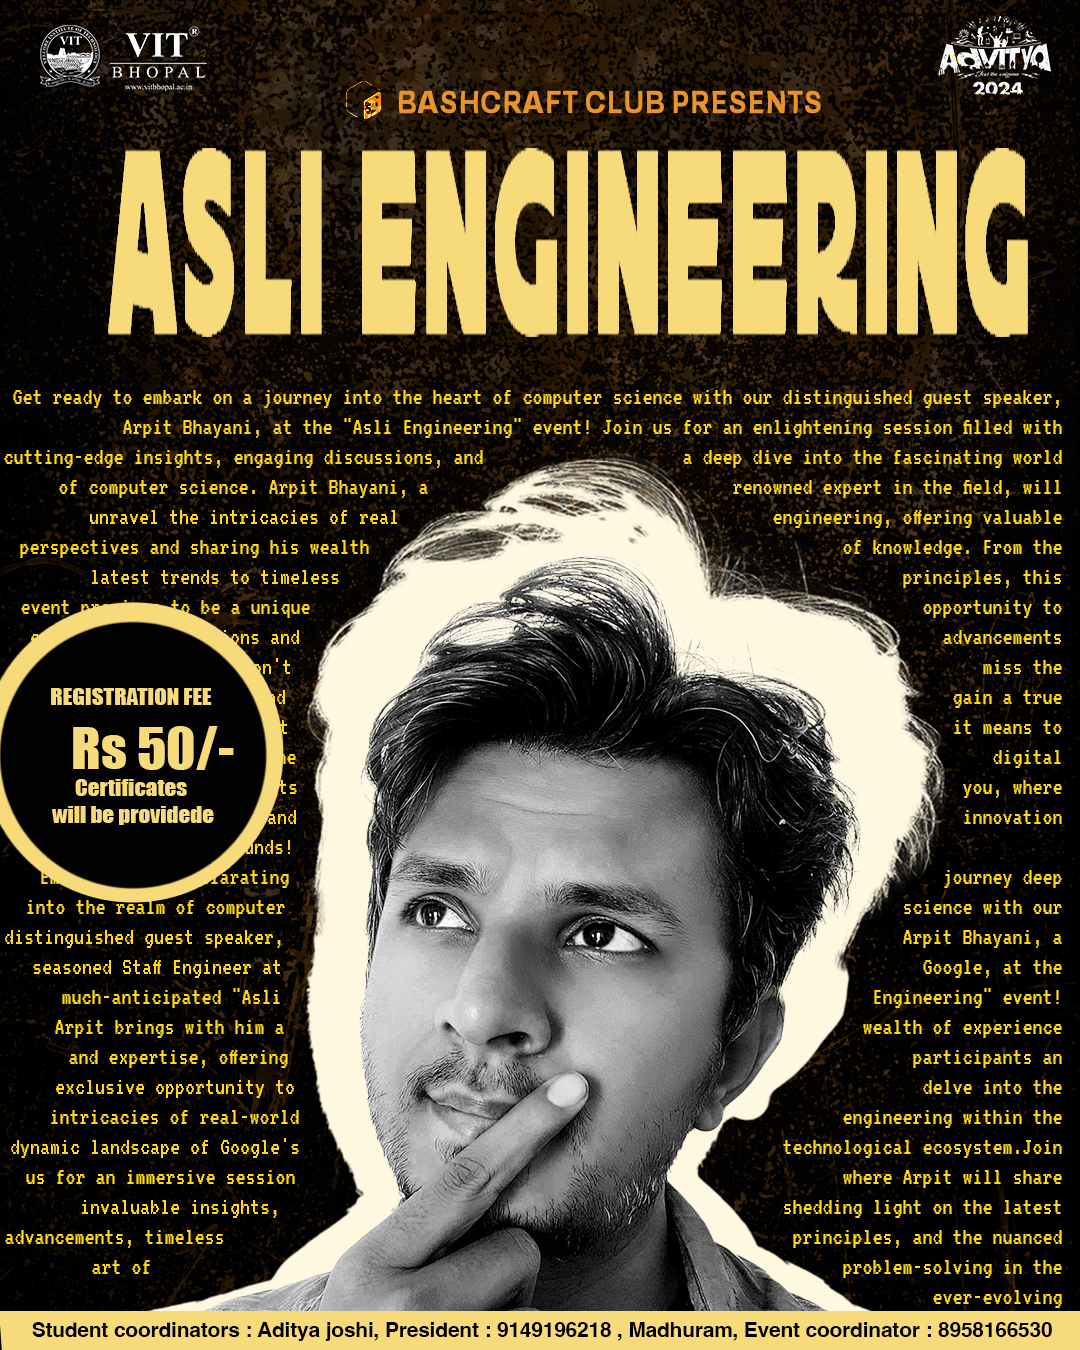 VIT
VIT®
BHOPAL
www.vitbhopal.ac.in
AdVITYa
2024
BASHCRAFT CLUB PRESENTS
ASLI ENGINEERING
Get ready to embark on a journey into the heart of computer science with our distinguished guest speaker,
Arpit Bhayani, at the "Asli Engineering" event! Join us for an enlightening session filled with
cutting-edge insights, engaging discussions, and a deep dive into the fascinating world
of computer science. Arpit Bhayani, a renowned expert in the field, will
unravel the intricacies of real engineering, offering valuable
perspectives and sharing his wealth of knowledge. From the
latest trends to timeless principles, this
event to be a unique opportunity to
and advancements
miss the
gain a true
it means to
digital
you, where
and innovation
journey deep
into the realm of computer science with our
distinguished guest speaker, Arpit Bhayani, a
seasoned Staff Engineer at Google, at the
much-anticipated "Asli Engineering" event!
Arpit brings with him a wealth of experience
and expertise, offering participants an
exclusive opportunity to delve into the
intricacies of real-world engineering within the
dynamic landscape of Google's technological ecosystem.Join
us for an immersive session where Arpit will share
invaluable insights, shedding light on the latest
advancements, timeless principles, and the nuanced
art of problem-solving in the
ever-evolving
REGISTRATION FEE
Rs 50/-
Certificates
will be providede
Student coordinators : Aditya joshi, President : 9149196218 , Madhuram, Event coordinator : 8958166530